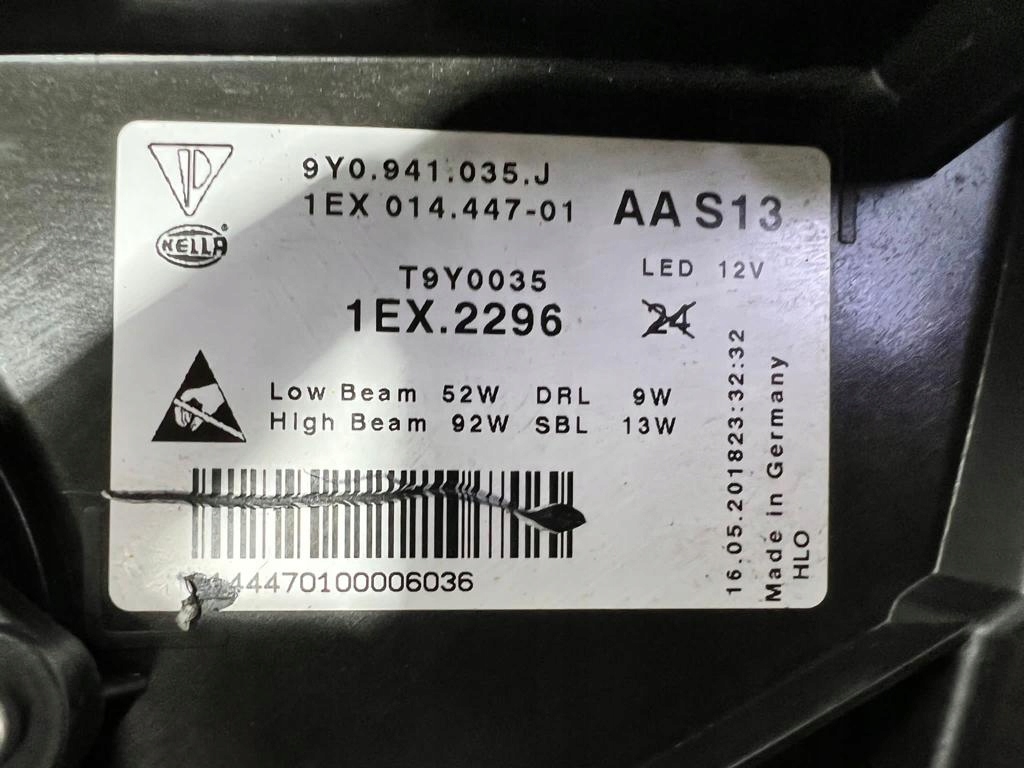 9Y0.941.035.J
1EX 014.447-01
AA S13
HELLA
T9Y0035
LED 12V
1EX.2296
24
Low Beam 52W DRL 9W
High Beam 92W SBL 13W
44470100006036
16.05.201823:32:32
Made in Germany
HLO